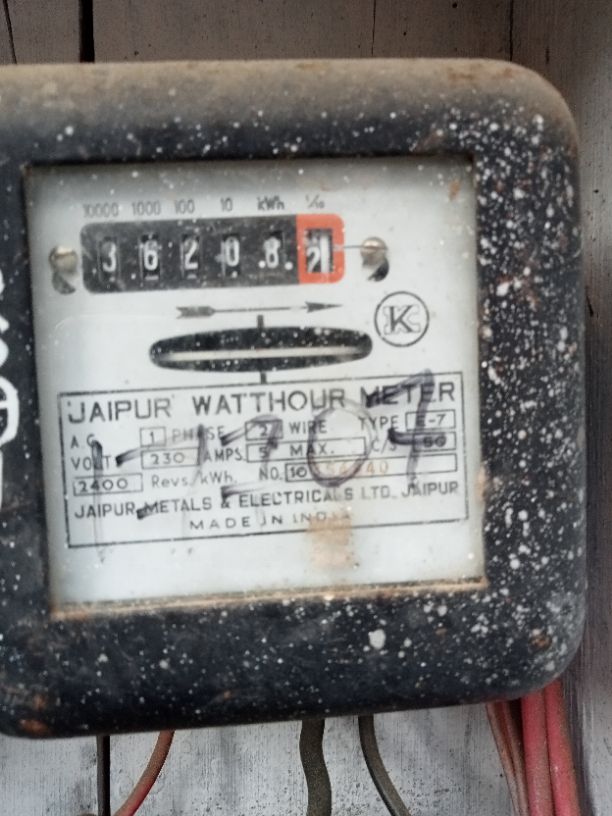 10000 1000 100 10 kWh 1/10
3 6 2 0 8. 2
K
'JAIPUR' WATTHOUR METER
A.C. 1 PHASE 2 WIRE TYPE E-7
VOLTS 230 AMPS. 5 MAX. C/S 50
2400 Revs./kWh. NO. 10
JAIPUR METALS & ELECTRICALS LTD. JAIPUR
MADE IN INDIA